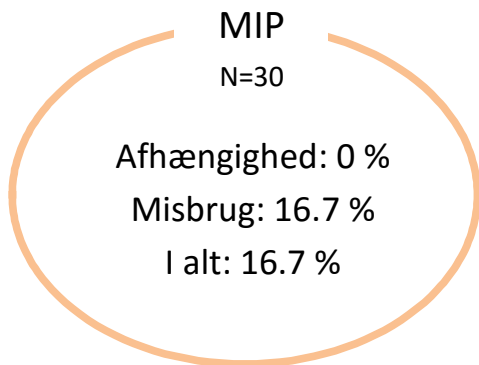 MIP
N=30
Afhængighed: 0 %
Misbrug: 16.7 %
I alt: 16.7 %